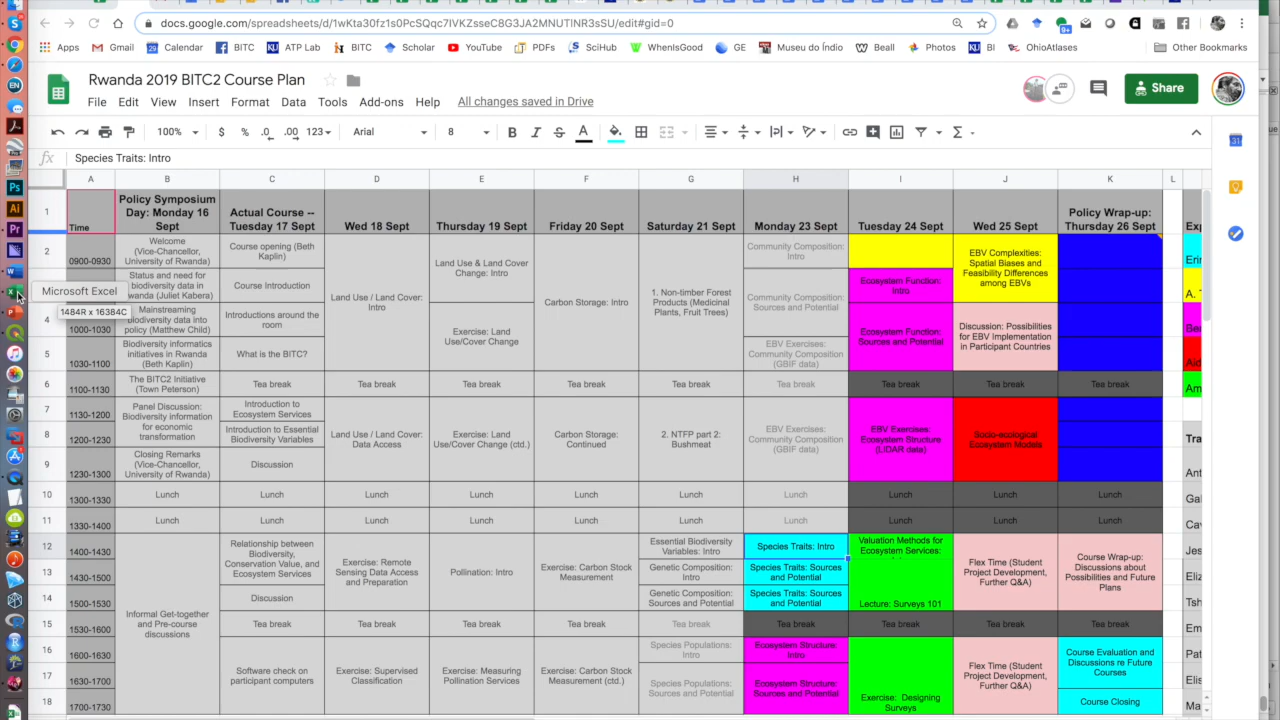 docs.google.com/spreadsheets/d/1wKta30fz1s0PcSQqc7IVKZsseC8G3JA2MNUTlNR3sSU/edit#gid=0
Apps Gmail Calendar BITC ATP Lab BITC Scholar YouTube PDFs SciHub WhenIsGood GE Museu do Índio Beall Photos BI OhioAtlases Other Bookmarks
Rwanda 2019 BITC2 Course Plan
File Edit View Insert Format Data Tools Add-ons Help All changes saved in Drive
Share
100% $ % .0 .00 123 Arial 8 B I S A
fx Species Traits: Intro
A B C D E F G H I J K L
1 Time
Policy Symposium Day: Monday 16 Sept
Actual Course -- Tuesday 17 Sept
Wed 18 Sept
Thursday 19 Sept
Friday 20 Sept
Saturday 21 Sept
Monday 23 Sept
Tuesday 24 Sept
Wed 25 Sept
Policy Wrap-up: Thursday 26 Sept
2 0900-0930
Welcome (Vice-Chancellor, University of Rwanda)
Course opening (Beth Kaplin)
Land Use / Land Cover: Intro
Land Use & Land Cover Change: Intro
Carbon Storage: Intro
1. Non-timber Forest Products (Medicinal Plants, Fruit Trees)
Community Composition: Intro
EBV Complexities: Spatial Biases and Feasibility Differences among EBVs
Microsoft Excel
1484R
Status and need for biodiversity data in
(Juliet Kabera)
Course Introduction
Community Composition: Sources and Potential
Ecosystem Function: Intro
1000-1030
Mainstreaming biodiversity data into policy (Matthew Child)
Introductions around the room
Exercise: Land Use/Cover Change
Ecosystem Function: Sources and Potential
Discussion: Possibilities for EBV Implementation in Participant Countries
5 1030-1100
Biodiversity informatics initiatives in Rwanda (Beth Kaplin)
What is the BITC?
EBV Exercises: Community Composition (GBIF data)
6 1100-1130
The BITC2 Initiative (Town Peterson)
Tea break Tea break Tea break Tea break Tea break Tea break Tea break Tea break Tea break
7 1130-1200
Panel Discussion: Biodiversity information for economic transformation
Introduction to Ecosystem Services
Land Use / Land Cover: Data Access
Exercise: Land Use/Cover Change (ctd.)
Carbon Storage: Continued
2. NTFP part 2: Bushmeat
EBV Exercises: Community Composition (GBIF data)
EBV Exercises: Ecosystem Structure (LIDAR data)
Socio-ecological Ecosystem Models
8 1200-1230
Introduction to Essential Biodiversity Variables
9 1230-1300
Closing Remarks (Vice-Chancellor, University of Rwanda)
Discussion
10 1300-1330 Lunch Lunch Lunch Lunch Lunch Lunch Lunch Lunch Lunch Lunch
11 1330-1400 Lunch Lunch Lunch Lunch Lunch Lunch Lunch Lunch Lunch Lunch
12 1400-1430
Informal Get-together and Pre-course discussions
Relationship between Biodiversity, Conservation Value, and Ecosystem Services
Exercise: Remote Sensing Data Access and Preparation
Pollination: Intro
Exercise: Carbon Stock Measurement
Essential Biodiversity Variables: Intro
Species Traits: Intro
Valuation Methods for Ecosystem Services:
Flex Time (Student Project Development, Further Q&A)
Course Wrap-up: Discussions about Possibilities and Future Plans
1430-1500
Genetic Composition: Intro
Species Traits: Sources and Potential
14 1500-1530
Discussion
Genetic Composition: Sources and Potential
Species Traits: Sources and Potential
Lecture: Surveys 101
15 1530-1600
Tea break Tea break Tea break Tea break Tea break Tea break Tea break Tea break Tea break
16 1600-1630
Software check on participant computers
Exercise: Supervised Classification
Exercise: Measuring Pollination Services
Exercise: Carbon Stock Measurement (ctd.)
Species Populations: Intro
Ecosystem Structure: Intro
Exercise: Designing Surveys
Flex Time (Student Project Development, Further Q&A)
Course Evaluation and Discussions re Future Courses
1630-1700
Species Populations: Sources and Potential
Ecosystem Structure: Sources and Potential
1700-1730
Course Closing